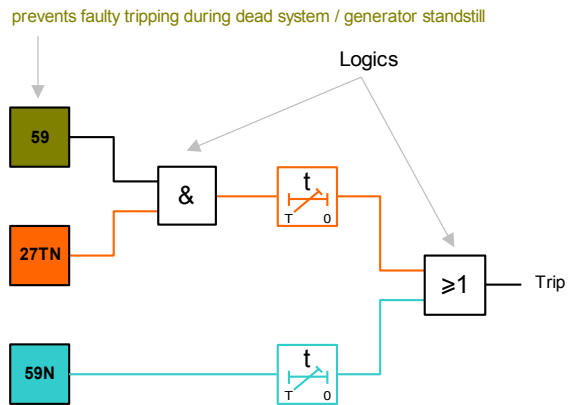 prevents faulty tripping during dead system / generator standstill
Logics
59
&
t
T 0
27TN
≥1
Trip
59N
t
T 0